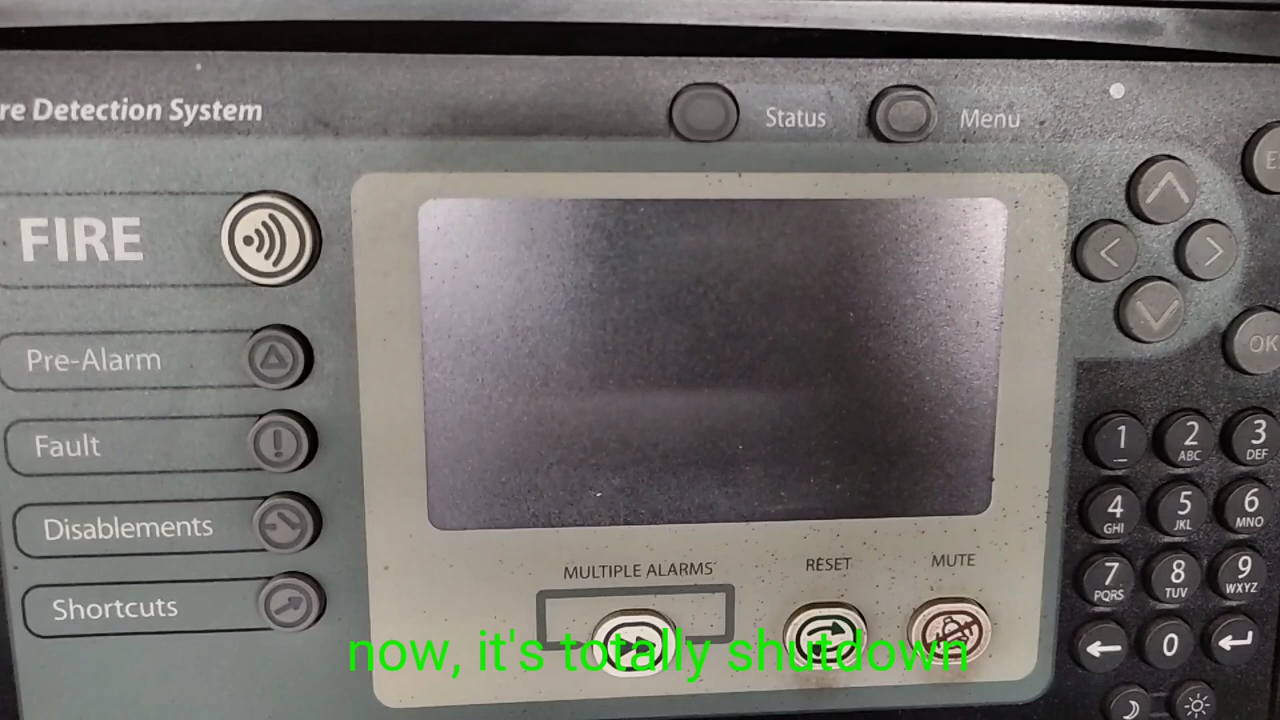 re Detection System
Status
Menu
FIRE
Pre-Alarm
Fault
Disablements
Shortcuts
MULTIPLE ALARMS
RESET
MUTE
E
OK
1
2 ABC
3 DEF
4 GHI
5 JKL
6 MNO
7 PQRS
8 TUV
9 WXYZ
0
now, it's totally shutdown